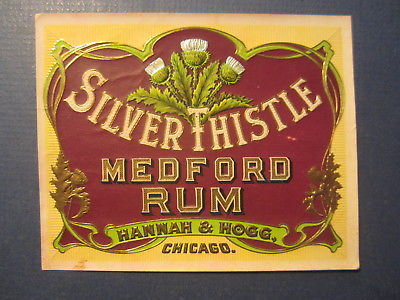 SILVER THISTLE
MEDFORD
RUM
HANNAH & HOGG,
CHICAGO.